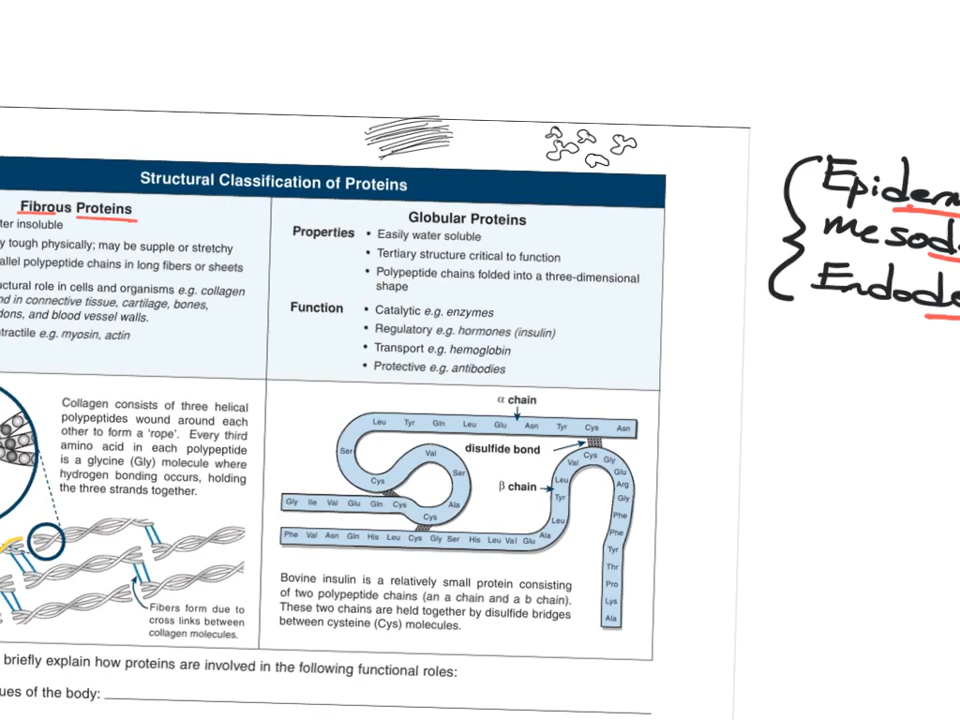 Structural Classification of Proteins
Fibrous Proteins
ter insoluble
y tough physically; may be supple or stretchy
allel polypeptide chains in long fibers or sheets
uctural role in cells and organisms e.g. collagen
nd in connective tissue, cartilage, bones,
dons, and blood vessel walls.
tractile e.g. myosin, actin
Globular Proteins
Properties • Easily water soluble
• Tertiary structure critical to function
• Polypeptide chains folded into a three-dimensional
shape
Function • Catalytic e.g. enzymes
• Regulatory e.g. hormones (insulin)
• Transport e.g. hemoglobin
• Protective e.g. antibodies
Epiderm
mesod
Endode
Collagen consists of three helical
polypeptides wound around each
other to form a 'rope'. Every third
amino acid in each polypeptide
is a glycine (Gly) molecule where
hydrogen bonding occurs, holding
the three strands together.
Fibers form due to
cross links between
collagen molecules.
α chain
Leu Tyr Gln Leu Glu Asn Tyr Cys Asn
disulfide bond
Ser
Cys
Val
Ser
Ala
Cys
Gly Ile Val Glu Gln Cys
β chain
Phe Val Asn Gln His Leu Cys Gly Ser His Leu Val Glu Ala
Leu
Tyr
Leu
Val
Cys
Gly
Glu
Arg
Gly
Phe
Phe
Tyr
Thr
Pro
Lys
Ala
Bovine insulin is a relatively small protein consisting
of two polypeptide chains (an a chain and a b chain).
These two chains are held together by disulfide bridges
between cysteine (Cys) molecules.
briefly explain how proteins are involved in the following functional roles:
ues of the body: